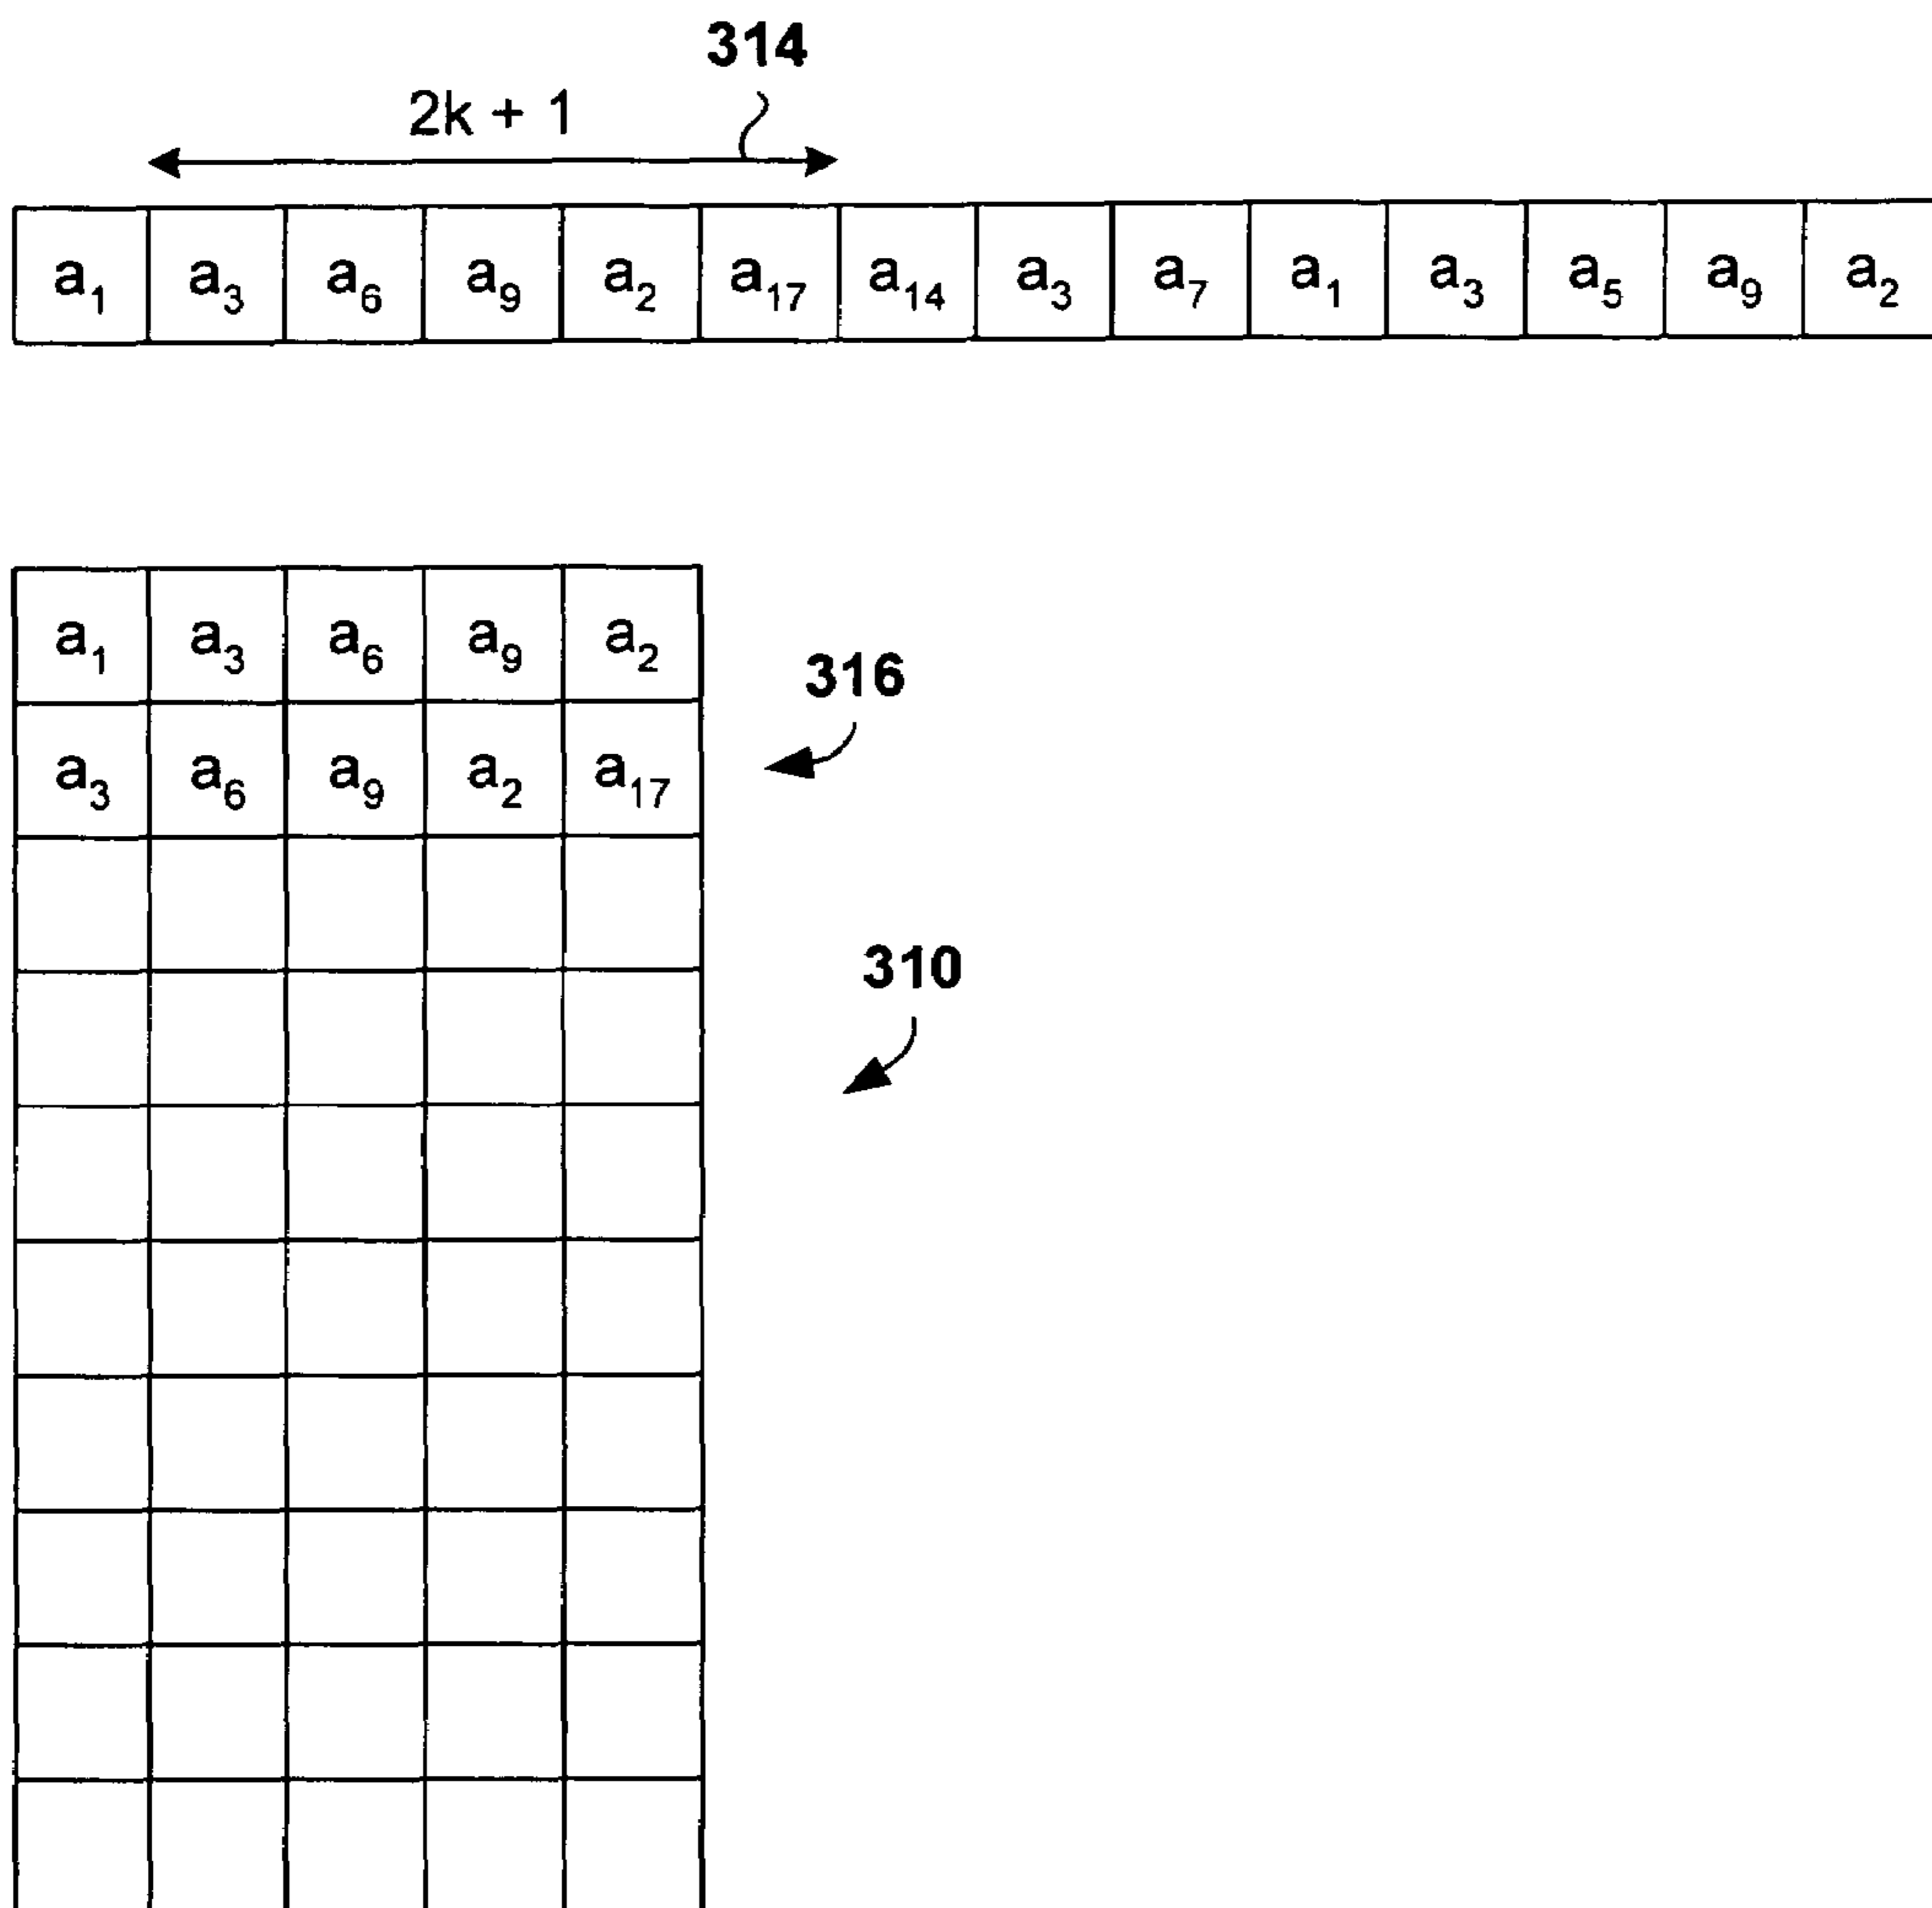 314
2k + 1
a₁ a₃ a₆ a₉ a₂ a₁₇ a₁₄ a₃ a₇ a₁ a₃ a₅ a₉ a₂
a₁ a₃ a₆ a₉ a₂
316
a₃ a₆ a₉ a₂ a₁₇
310